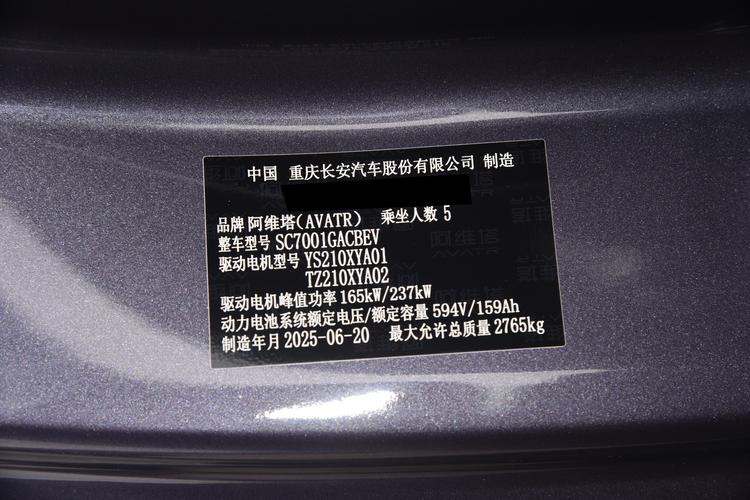 中国 重庆长安汽车股份有限公司 制造
品牌 阿维塔(AVATR) 乘坐人数 5
整车型号 SC7001GACBEV
驱动电机型号 YS210XYA01
TZ210XYA02
驱动电机峰值功率 165kW/237kW
动力电池系统额定电压/额定容量 594V/159Ah
制造年月 2025-06-20 最大允许总质量 2765kg
阿维塔
AVATR